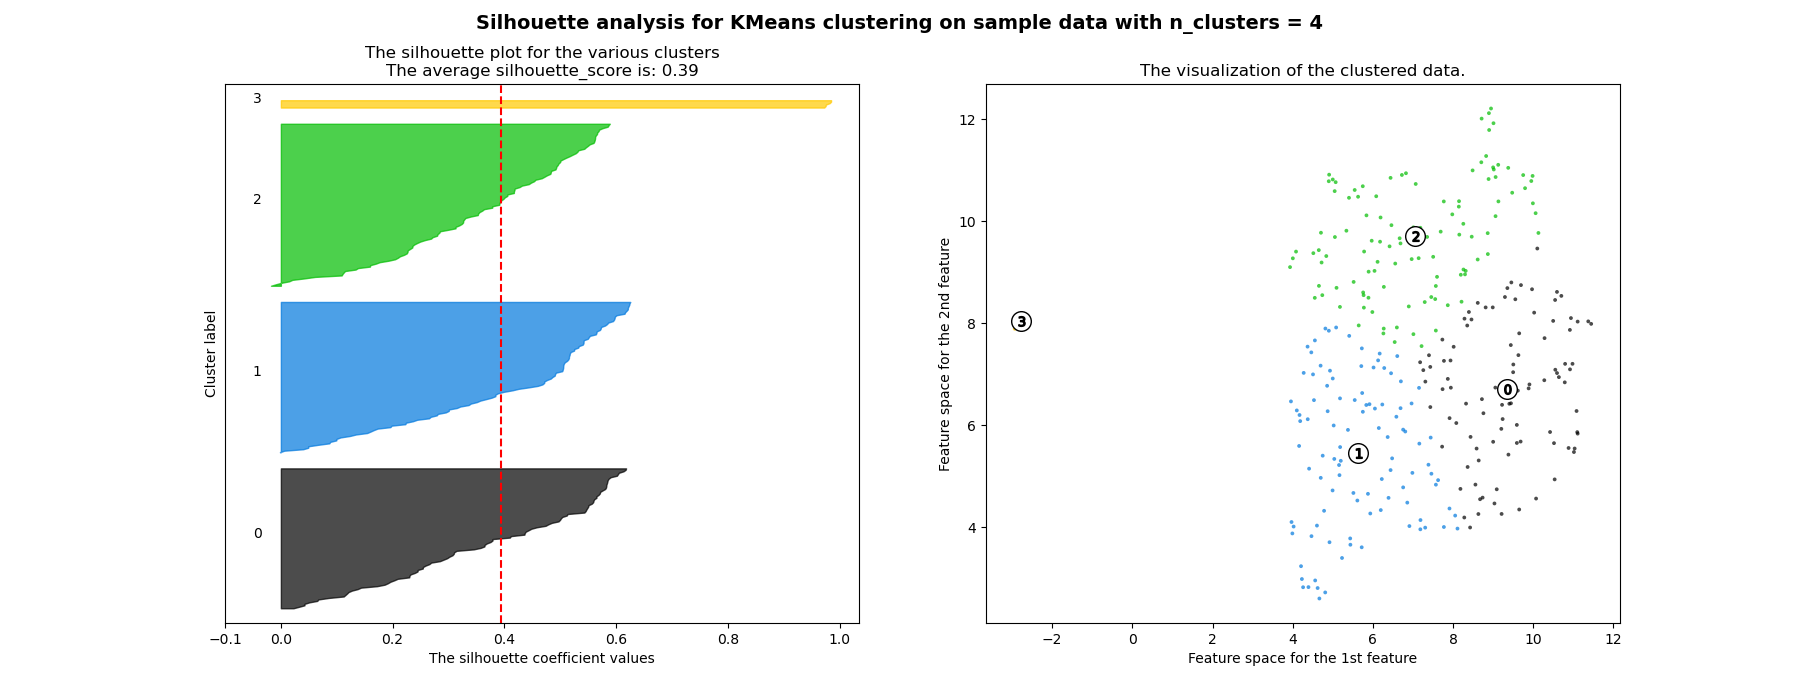 Silhouette analysis for KMeans clustering on sample data with n_clusters = 4
The silhouette plot for the various clusters
The average silhouette_score is: 0.39
3
2
1
0
Cluster label
−0.1 0.0 0.2 0.4 0.6 0.8 1.0
The silhouette coefficient values
The visualization of the clustered data.
12
10
8
6
4
Feature space for the 2nd feature
2
3
0
1
−2 0 2 4 6 8 10 12
Feature space for the 1st feature